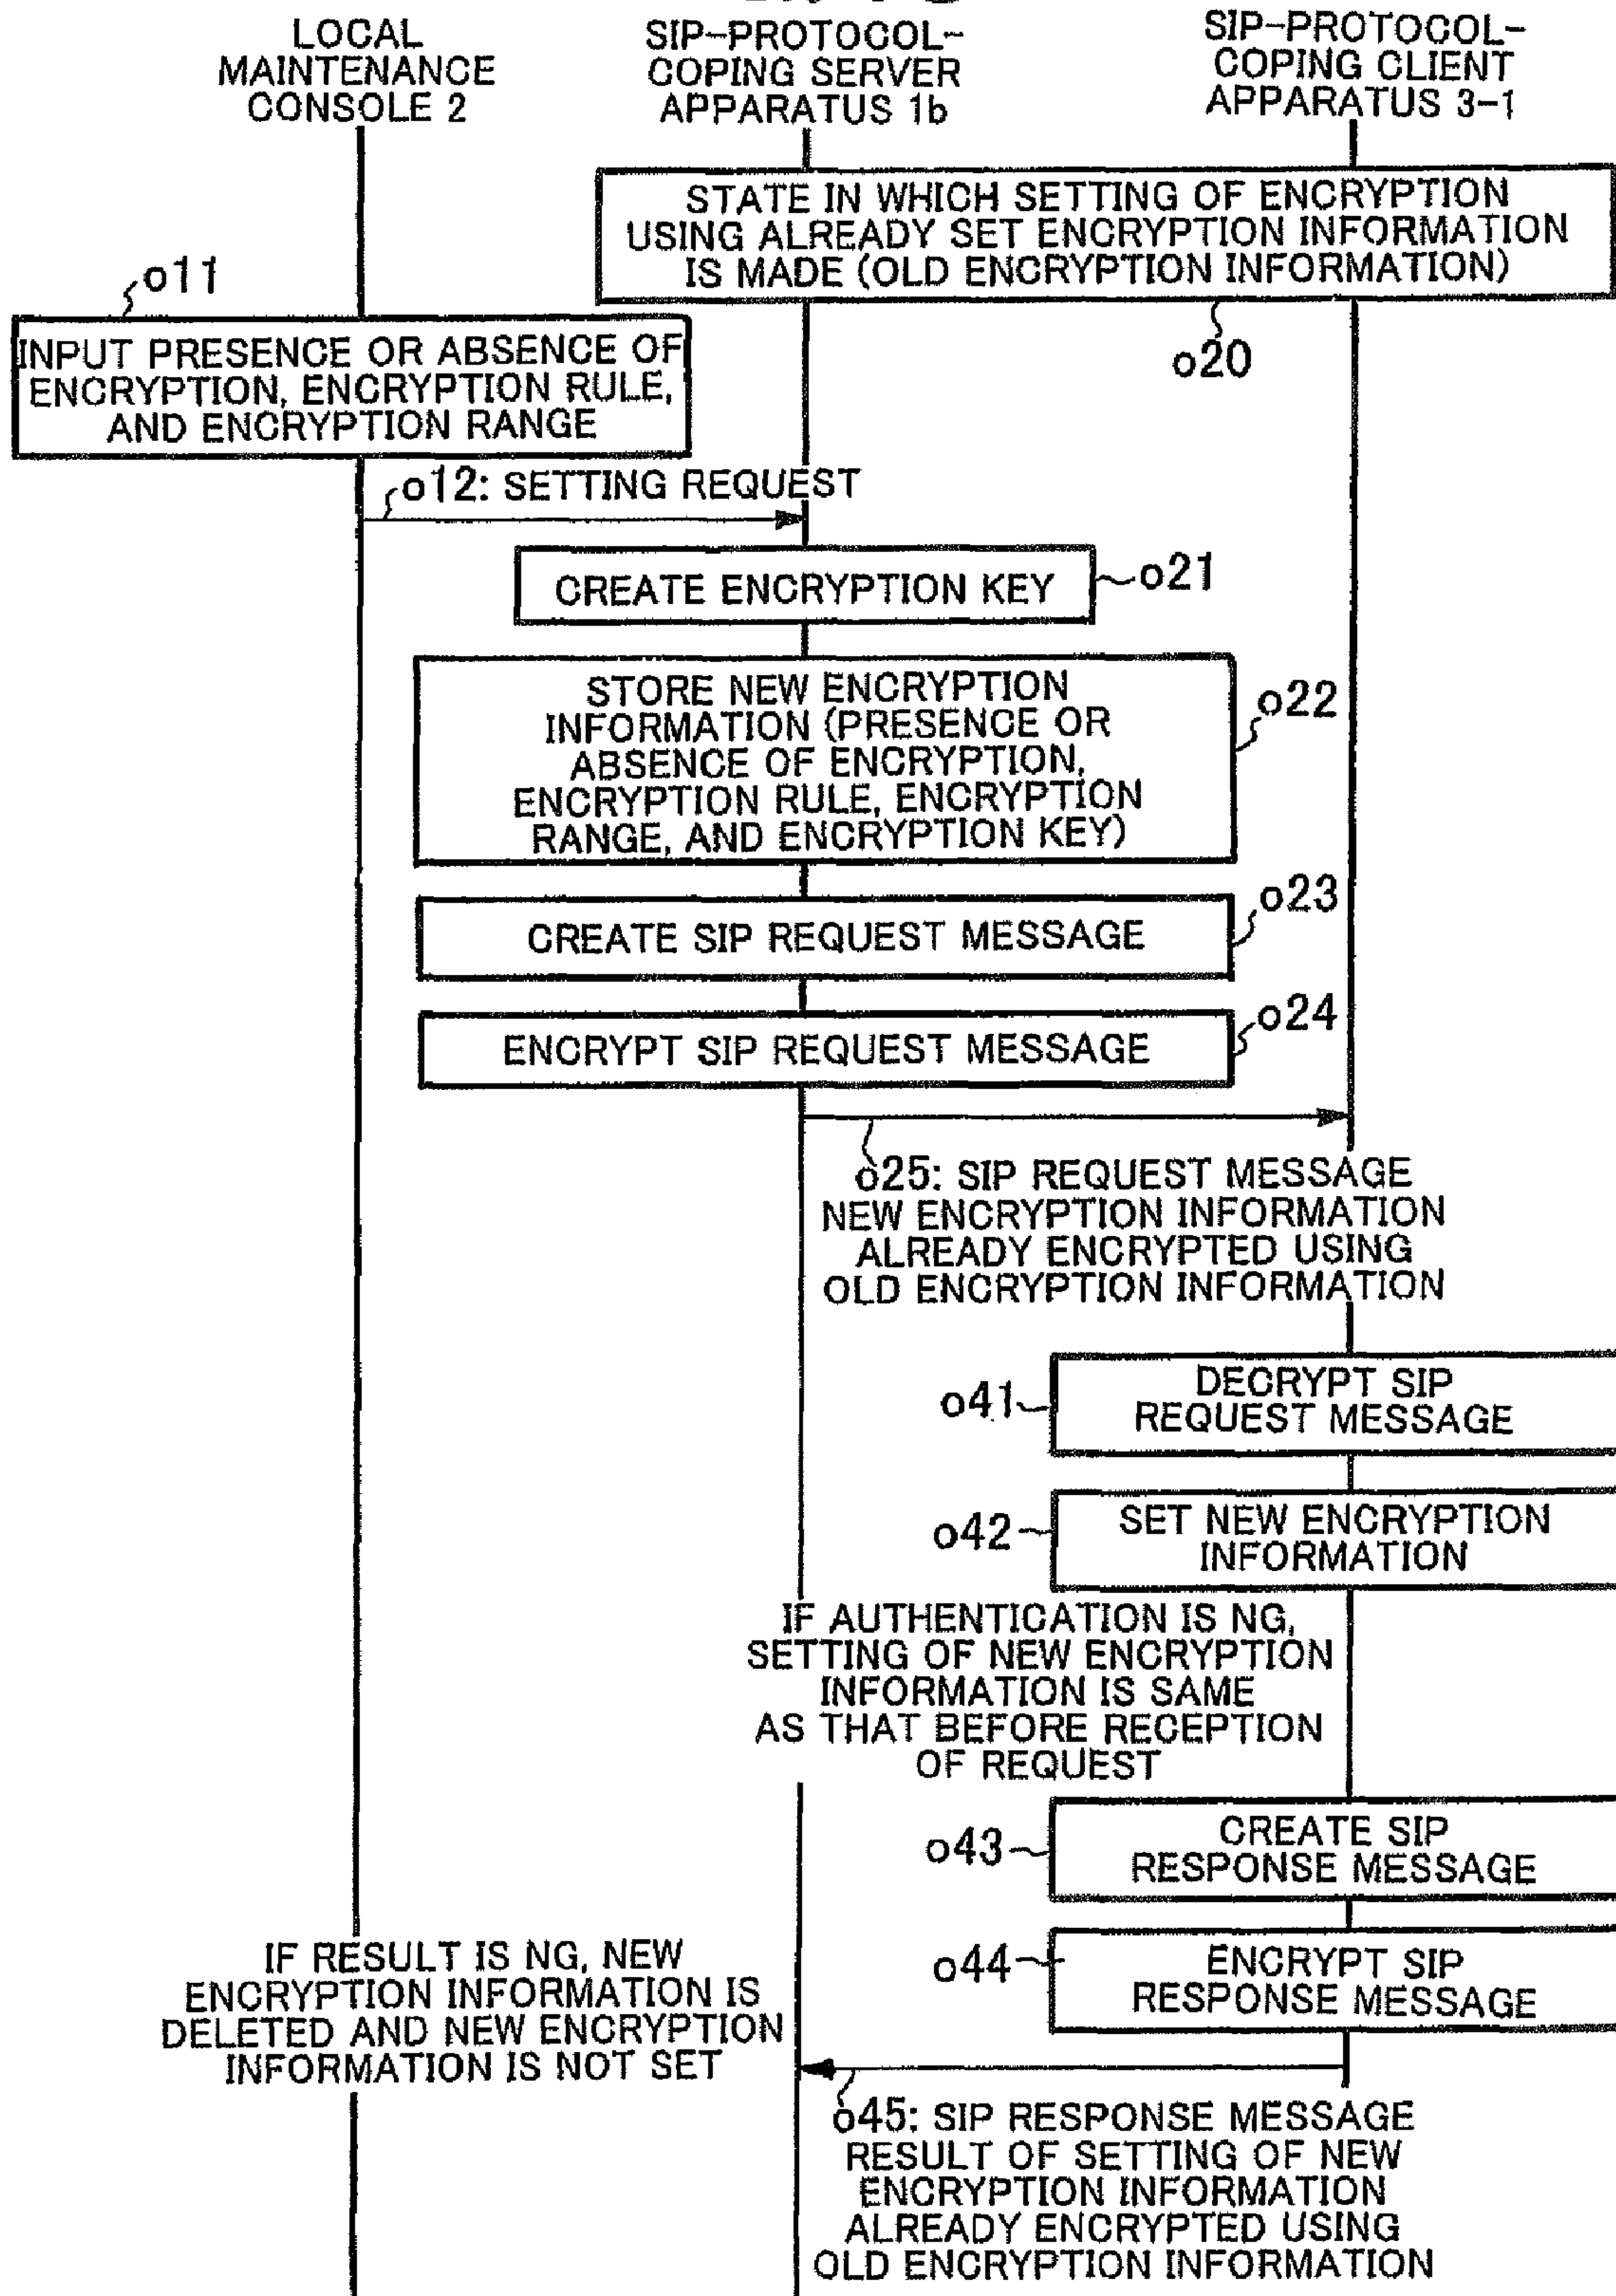 LOCAL
MAINTENANCE
CONSOLE 2
SIP-PROTOCOL-
COPING SERVER
APPARATUS 1b
SIP-PROTOCOL-
COPING CLIENT
APPARATUS 3-1
STATE IN WHICH SETTING OF ENCRYPTION
USING ALREADY SET ENCRYPTION INFORMATION
IS MADE (OLD ENCRYPTION INFORMATION)
o20
o11
INPUT PRESENCE OR ABSENCE OF
ENCRYPTION, ENCRYPTION RULE,
AND ENCRYPTION RANGE
o12: SETTING REQUEST
CREATE ENCRYPTION KEY
o21
STORE NEW ENCRYPTION
INFORMATION (PRESENCE OR
ABSENCE OF ENCRYPTION,
ENCRYPTION RULE, ENCRYPTION
RANGE, AND ENCRYPTION KEY)
o22
CREATE SIP REQUEST MESSAGE
o23
ENCRYPT SIP REQUEST MESSAGE
o24
o25: SIP REQUEST MESSAGE
NEW ENCRYPTION INFORMATION
ALREADY ENCRYPTED USING
OLD ENCRYPTION INFORMATION
o41
DECRYPT SIP
REQUEST MESSAGE
o42
SET NEW ENCRYPTION
INFORMATION
IF AUTHENTICATION IS NG,
SETTING OF NEW ENCRYPTION
INFORMATION IS SAME
AS THAT BEFORE RECEPTION
OF REQUEST
o43
CREATE SIP
RESPONSE MESSAGE
o44
ENCRYPT SIP
RESPONSE MESSAGE
IF RESULT IS NG, NEW
ENCRYPTION INFORMATION IS
DELETED AND NEW ENCRYPTION
INFORMATION IS NOT SET
o45: SIP RESPONSE MESSAGE
RESULT OF SETTING OF NEW
ENCRYPTION INFORMATION
ALREADY ENCRYPTED USING
OLD ENCRYPTION INFORMATION